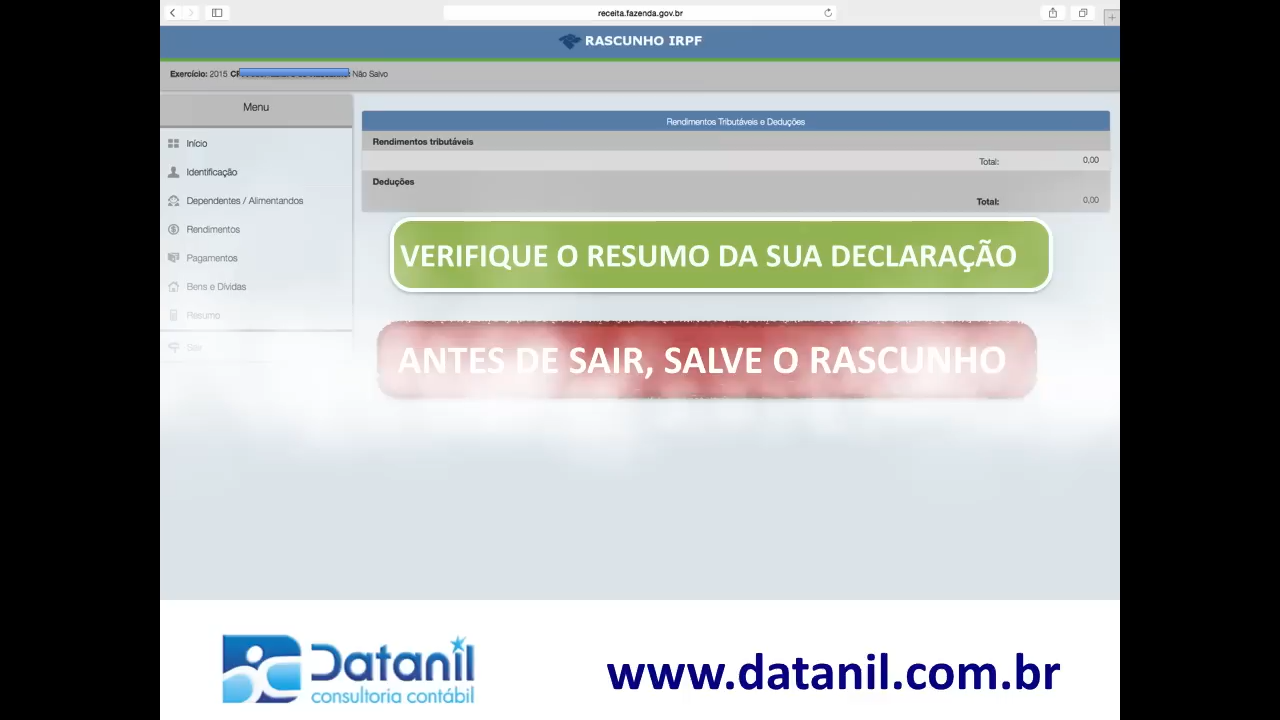 receita.fazenda.gov.br
RASCUNHO IRPF
Exercício: 2015 Não Salvo
Menu
Início
Identificação
Dependentes / Alimentandos
Rendimentos
Pagamentos
Bens e Dívidas
Resumo
Sair
Rendimentos Tributáveis e Deduções
Rendimentos tributáveis
Total: 0,00
Deduções
Total: 0,00
VERIFIQUE O RESUMO DA SUA DECLARAÇÃO
ANTES DE SAIR, SALVE O RASCUNHO
Datanil
consultoria contábil
www.datanil.com.br